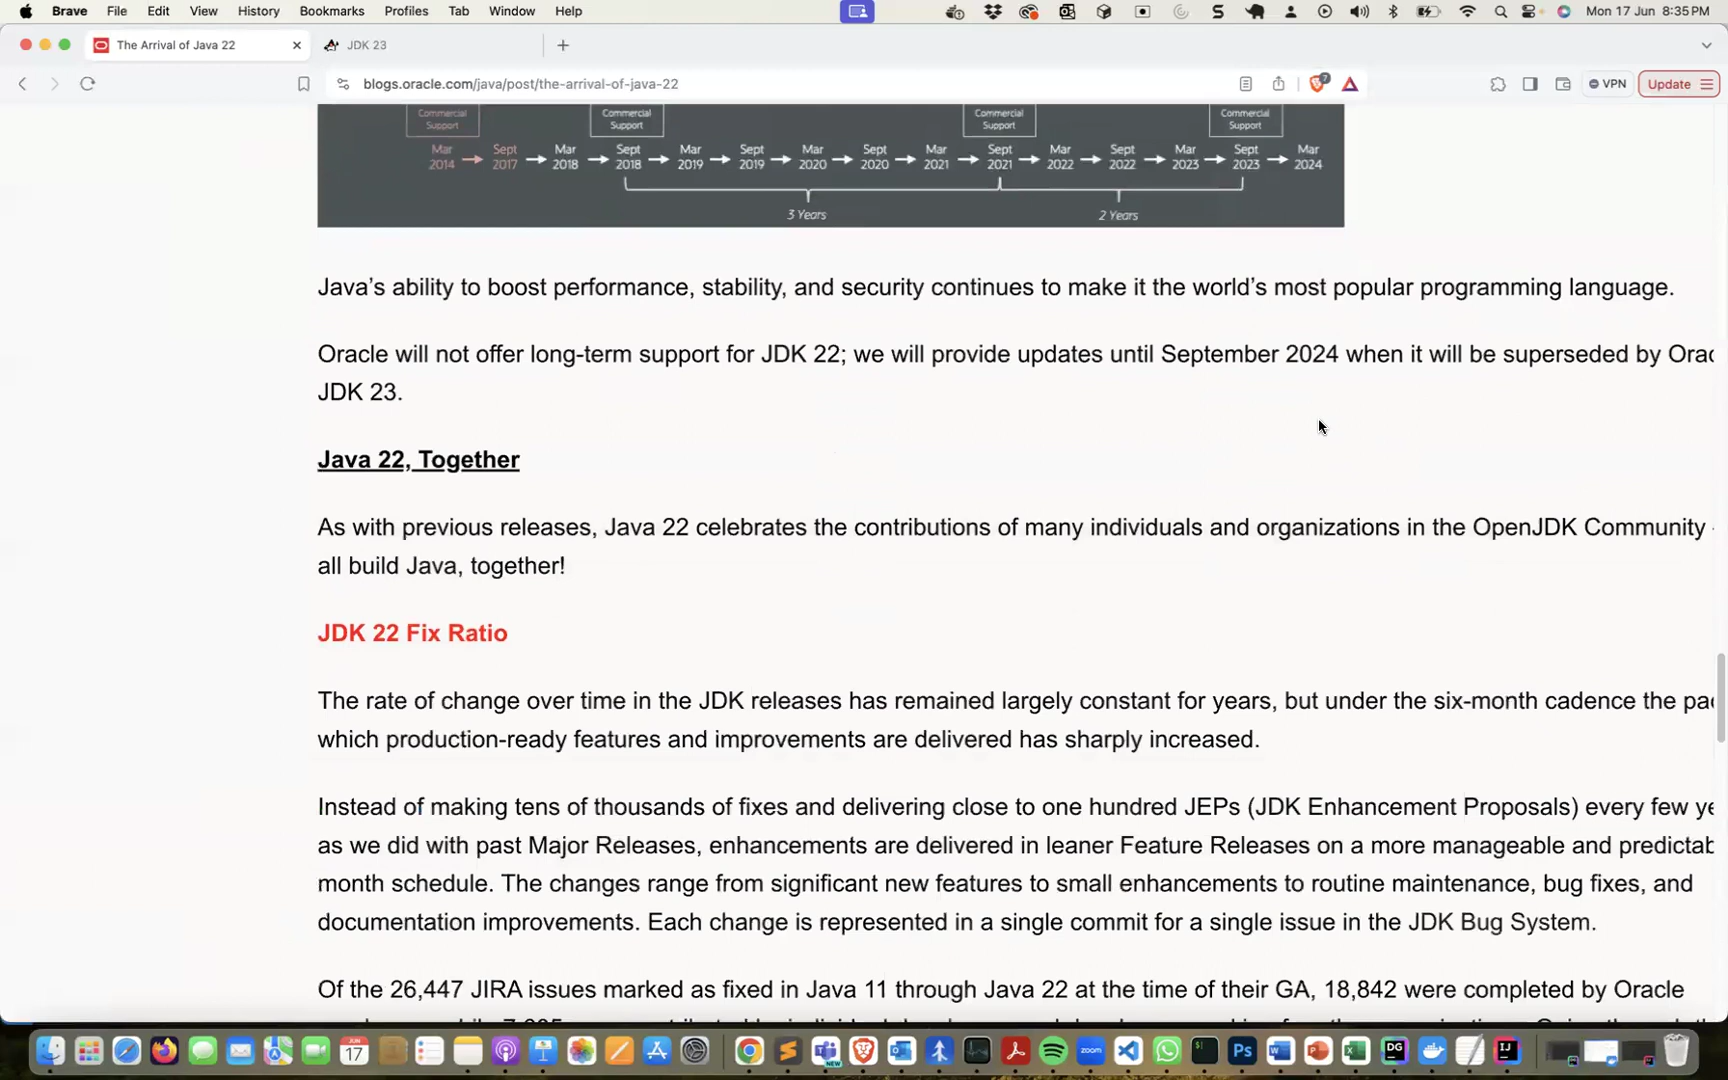 Brave File Edit View History Bookmarks Profiles Tab Window Help Mon 17 Jun 8:35 PM
The Arrival of Java 22 JDK 23
blogs.oracle.com/java/post/the-arrival-of-java-22 7 VPN Update
Commercial Support Commercial Support Commercial Support Commercial Support
Mar 2014 Sept 2017 Mar 2018 Sept 2018 Mar 2019 Sept 2019 Mar 2020 Sept 2020 Mar 2021 Sept 2021 Mar 2022 Sept 2022 Mar 2023 Sept 2023 Mar 2024
3 Years 2 Years
Java’s ability to boost performance, stability, and security continues to make it the world’s most popular programming language.
Oracle will not offer long-term support for JDK 22; we will provide updates until September 2024 when it will be superseded by Orac
JDK 23.
Java 22, Together
As with previous releases, Java 22 celebrates the contributions of many individuals and organizations in the OpenJDK Community
all build Java, together!
JDK 22 Fix Ratio
The rate of change over time in the JDK releases has remained largely constant for years, but under the six-month cadence the pa
which production-ready features and improvements are delivered has sharply increased.
Instead of making tens of thousands of fixes and delivering close to one hundred JEPs (JDK Enhancement Proposals) every few ye
as we did with past Major Releases, enhancements are delivered in leaner Feature Releases on a more manageable and predictab
month schedule. The changes range from significant new features to small enhancements to routine maintenance, bug fixes, and
documentation improvements. Each change is represented in a single commit for a single issue in the JDK Bug System.
Of the 26,447 JIRA issues marked as fixed in Java 11 through Java 22 at the time of their GA, 18,842 were completed by Oracle
JUN 17 NEW zoom Ps DG